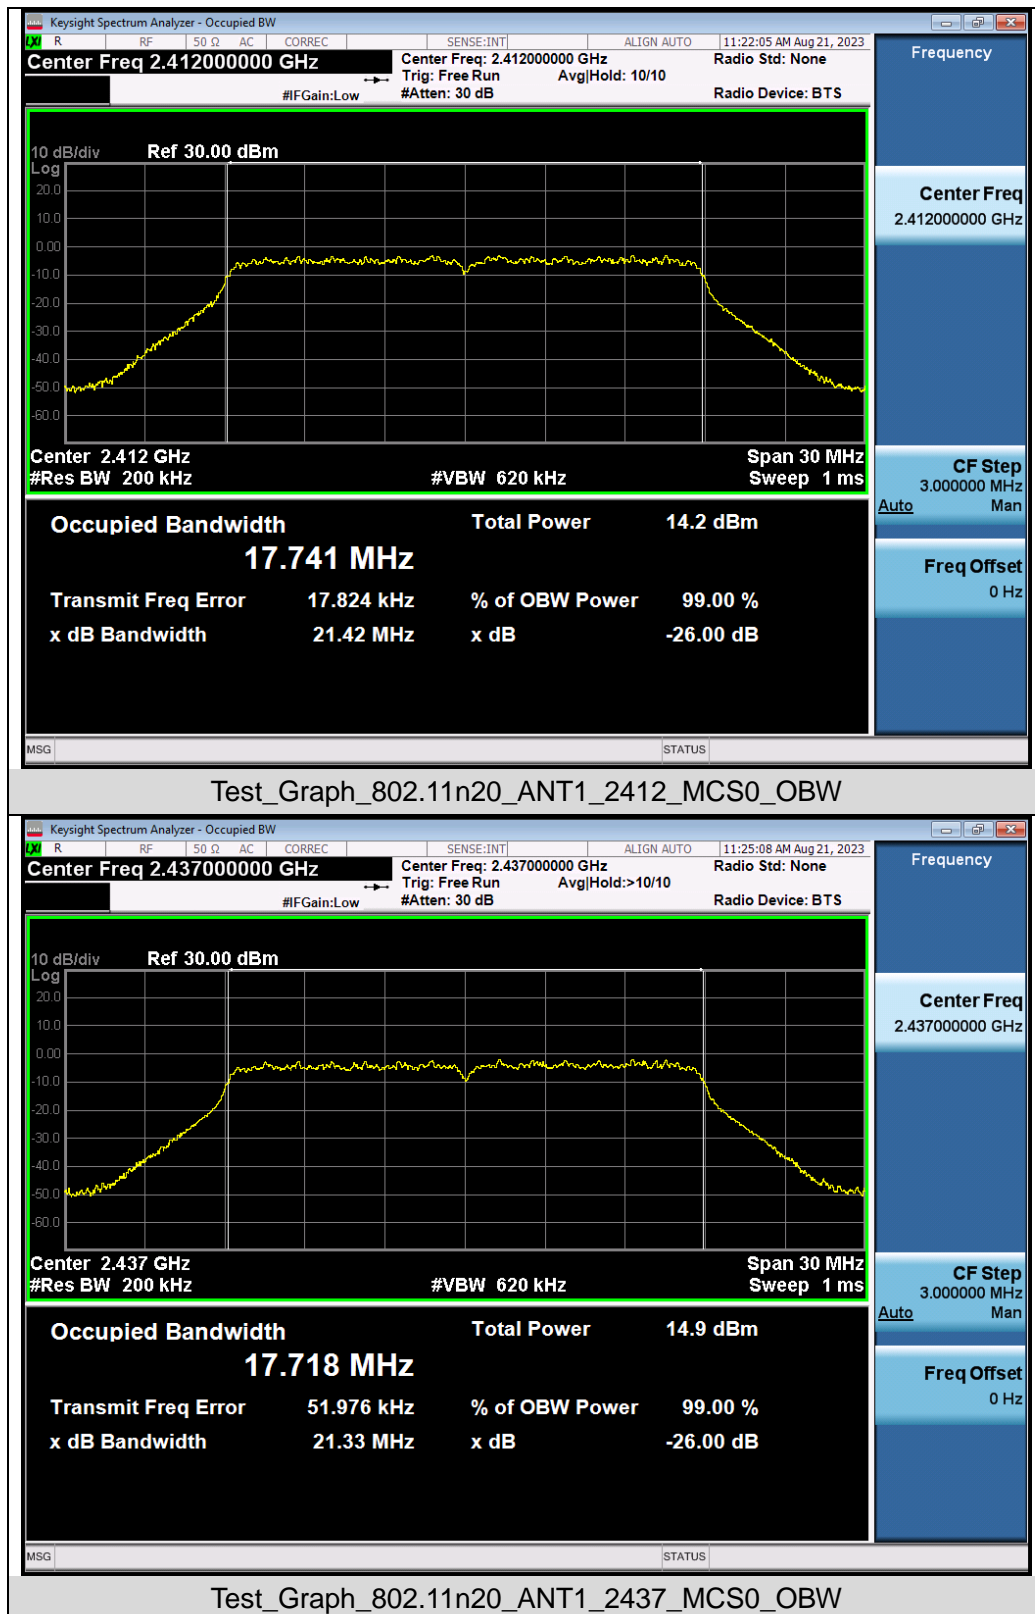 Keysight Spectrum Analyzer - Occupied BW
LXI R RF 50 Ω AC CORREC SENSE:INT ALIGN AUTO 11:22:05 AM Aug 21, 2023
Center Freq 2.412000000 GHz
Center Freq: 2.412000000 GHz Radio Std: None
Trig: Free Run Avg|Hold: 10/10
#IFGain:Low #Atten: 30 dB Radio Device: BTS
10 dB/div Ref 30.00 dBm
Log
20.0
10.0
0.00
-10.0
-20.0
-30.0
-40.0
-50.0
-60.0
Center 2.412 GHz Span 30 MHz
#Res BW 200 kHz #VBW 620 kHz Sweep 1 ms
Occupied Bandwidth Total Power 14.2 dBm
17.741 MHz
Transmit Freq Error 17.824 kHz % of OBW Power 99.00 %
x dB Bandwidth 21.42 MHz x dB -26.00 dB
MSG STATUS
Frequency
Center Freq
2.412000000 GHz
CF Step
3.000000 MHz
Auto Man
Freq Offset
0 Hz
Test_Graph_802.11n20_ANT1_2412_MCS0_OBW
Keysight Spectrum Analyzer - Occupied BW
LXI R RF 50 Ω AC CORREC SENSE:INT ALIGN AUTO 11:25:08 AM Aug 21, 2023
Center Freq 2.437000000 GHz
Center Freq: 2.437000000 GHz Radio Std: None
Trig: Free Run Avg|Hold:>10/10
#IFGain:Low #Atten: 30 dB Radio Device: BTS
10 dB/div Ref 30.00 dBm
Log
20.0
10.0
0.00
-10.0
-20.0
-30.0
-40.0
-50.0
-60.0
Center 2.437 GHz Span 30 MHz
#Res BW 200 kHz #VBW 620 kHz Sweep 1 ms
Occupied Bandwidth Total Power 14.9 dBm
17.718 MHz
Transmit Freq Error 51.976 kHz % of OBW Power 99.00 %
x dB Bandwidth 21.33 MHz x dB -26.00 dB
MSG STATUS
Frequency
Center Freq
2.437000000 GHz
CF Step
3.000000 MHz
Auto Man
Freq Offset
0 Hz
Test_Graph_802.11n20_ANT1_2437_MCS0_OBW